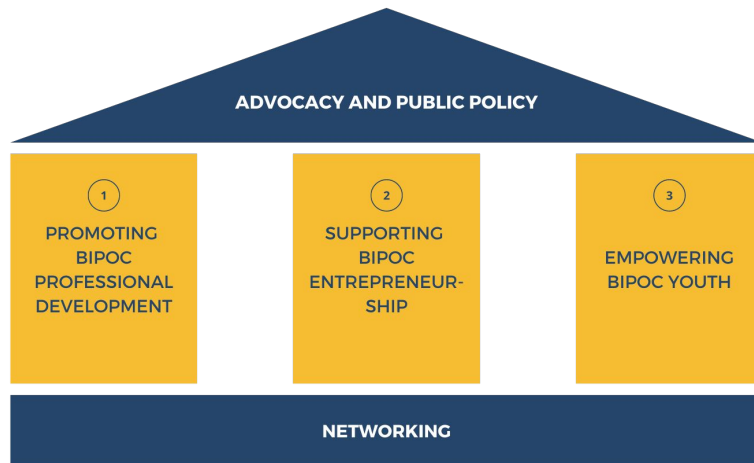 ADVOCACY AND PUBLIC POLICY
1
PROMOTING
BIPOC
PROFESSIONAL
DEVELOPMENT
2
SUPPORTING
BIPOC
ENTREPRENEUR-
SHIP
3
EMPOWERING
BIPOC YOUTH
NETWORKING